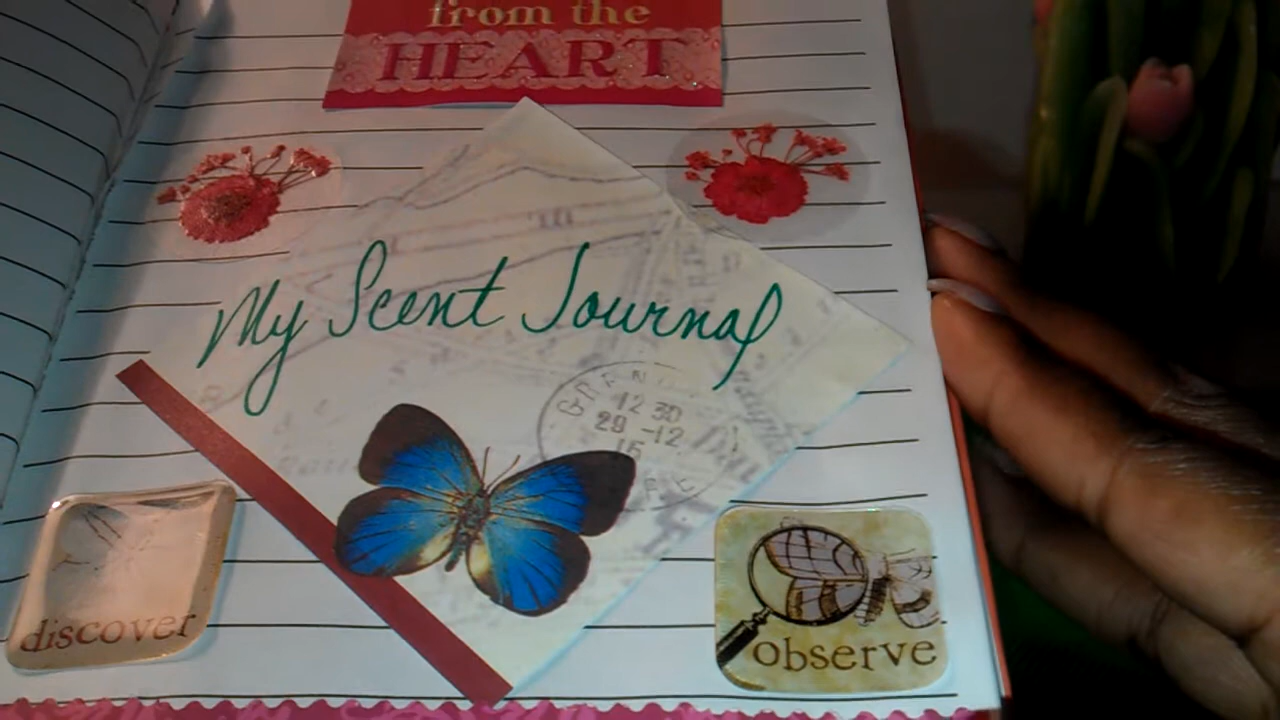 from the
HEART
My Scent Journal
12 30
29 -12
15
discover
observe